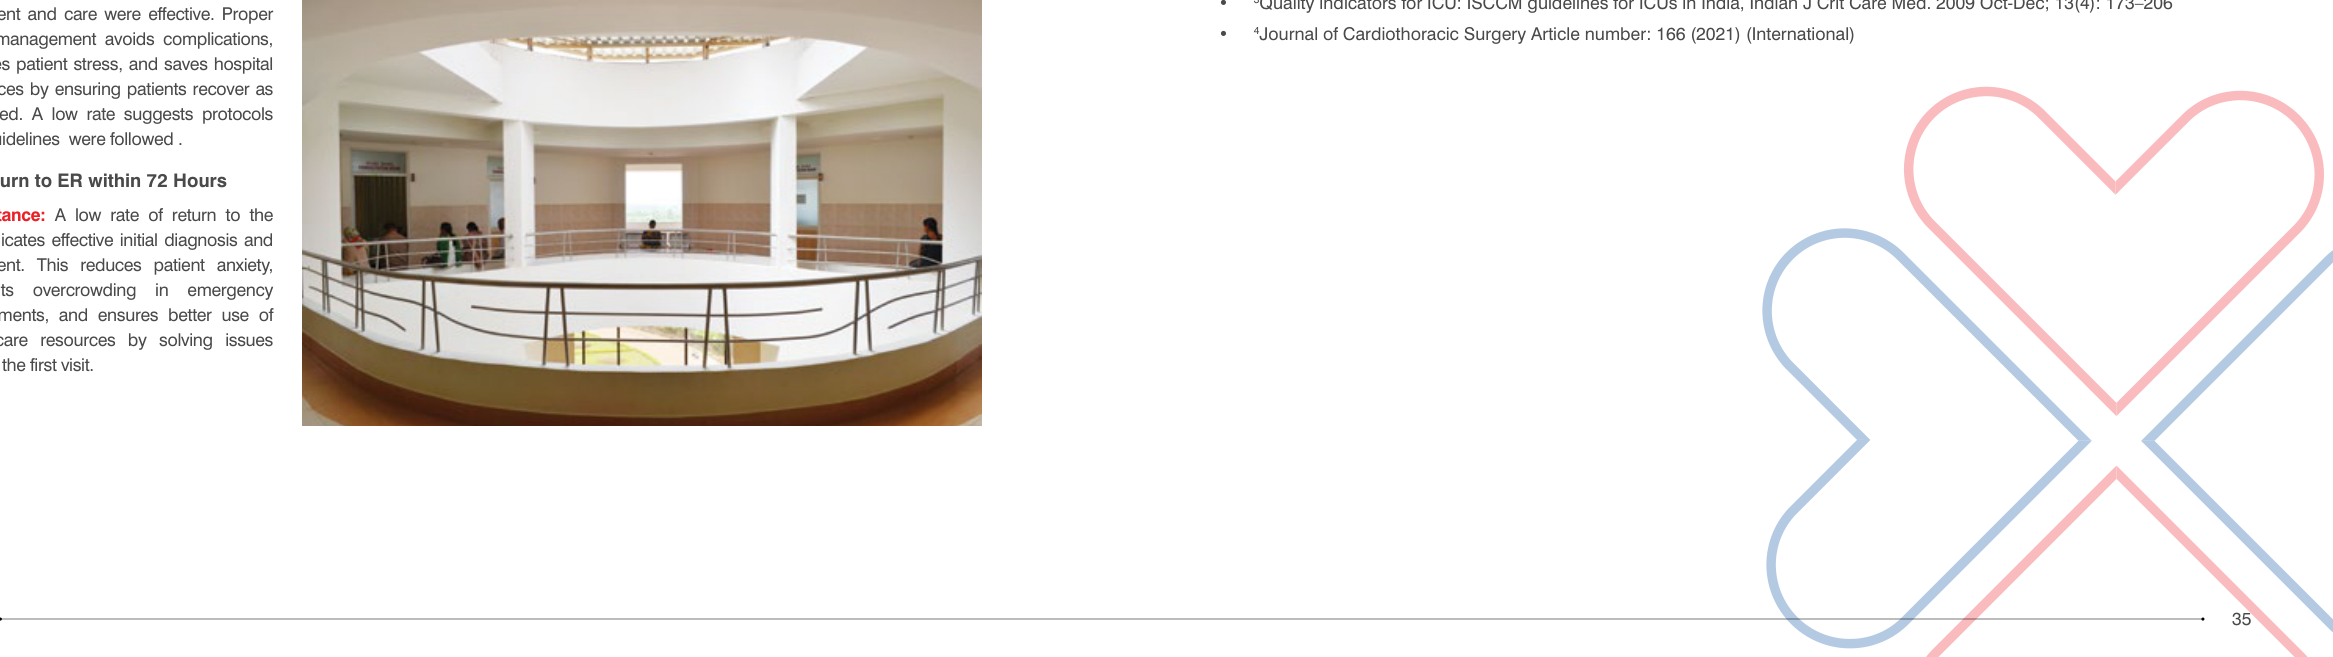 ent and care were effective. Proper
management avoids complications,
es patient stress, and saves hospital
ces by ensuring patients recover as
ed. A low rate suggests protocols
uidelines were followed .
urn to ER within 72 Hours
tance: A low rate of return to the
icates effective initial diagnosis and
ent. This reduces patient anxiety,
ts overcrowding in emergency
ments, and ensures better use of
care resources by solving issues
the first visit.
• ³Quality indicators for ICU: ISCCM guidelines for ICUs in India, Indian J Crit Care Med. 2009 Oct-Dec; 13(4): 173–206
• ⁴Journal of Cardiothoracic Surgery Article number: 166 (2021) (International)
35